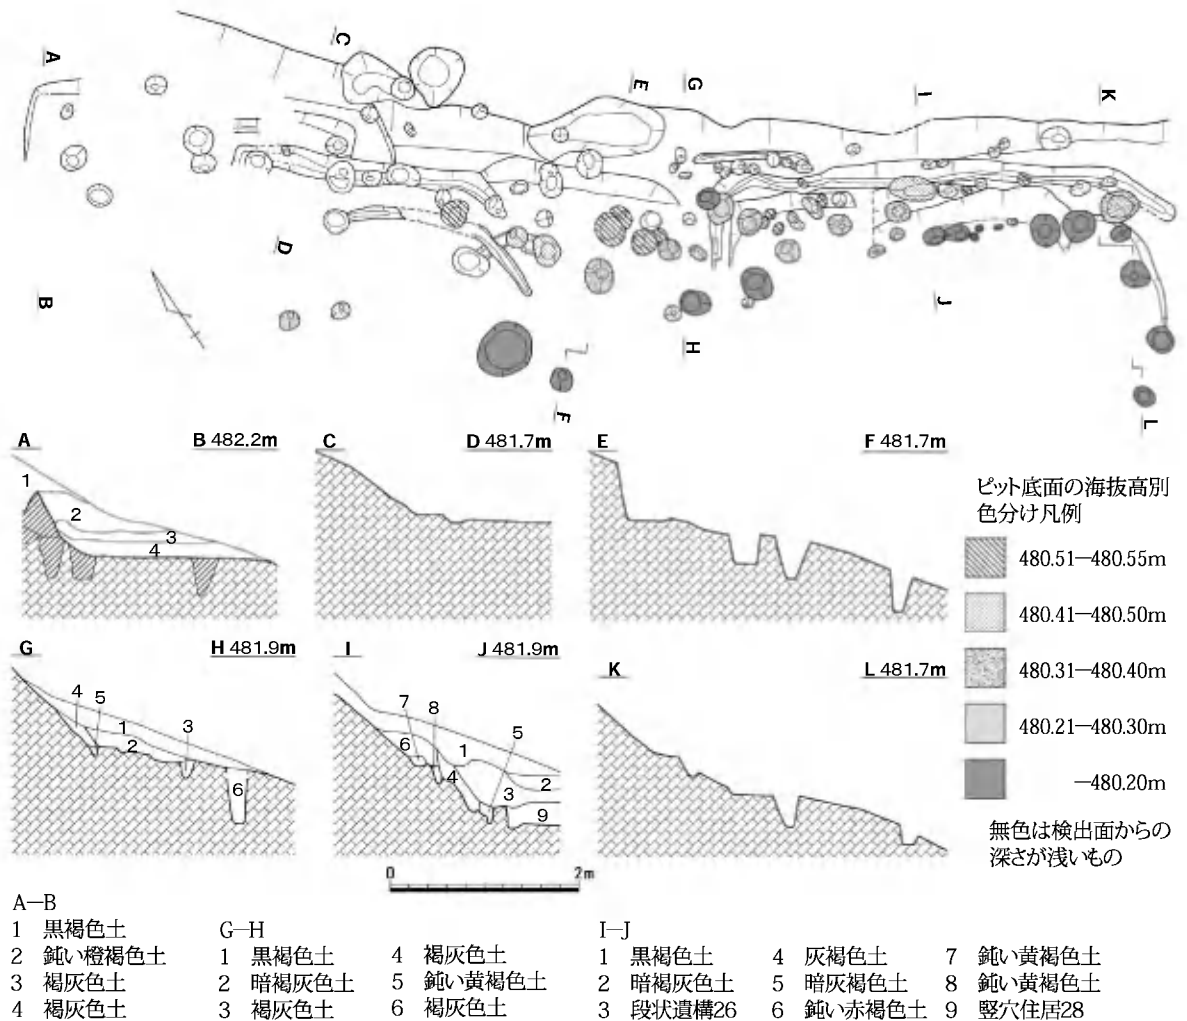 A
C
E
G
I
K
D
B
J
H
F
L
A B 482.2m
1
2
3
4
C D 481.7m
E F 481.7m
G H 481.9m
4 5
1
2
3
6
I J 481.9m
7
8
5
6
1
4
2
3
9
K L 481.7m
ピット底面の海抜高別
色分け凡例
480.51―480.55m
480.41―480.50m
480.31―480.40m
480.21―480.30m
―480.20m
無色は検出面からの
深さが浅いもの
0 2m
A―B
1 黒褐色土
2 鈍い橙褐色土
3 褐灰色土
4 褐灰色土
G―H
1 黒褐色土
2 暗褐灰色土
3 褐灰色土
4 褐灰色土
5 鈍い黄褐色土
6 褐灰色土
I―J
1 黒褐色土
2 暗褐灰色土
3 段状遺構26
4 灰褐色土
5 暗灰褐色土
6 鈍い赤褐色土
7 鈍い黄褐色土
8 鈍い黄褐色土
9 竪穴住居28